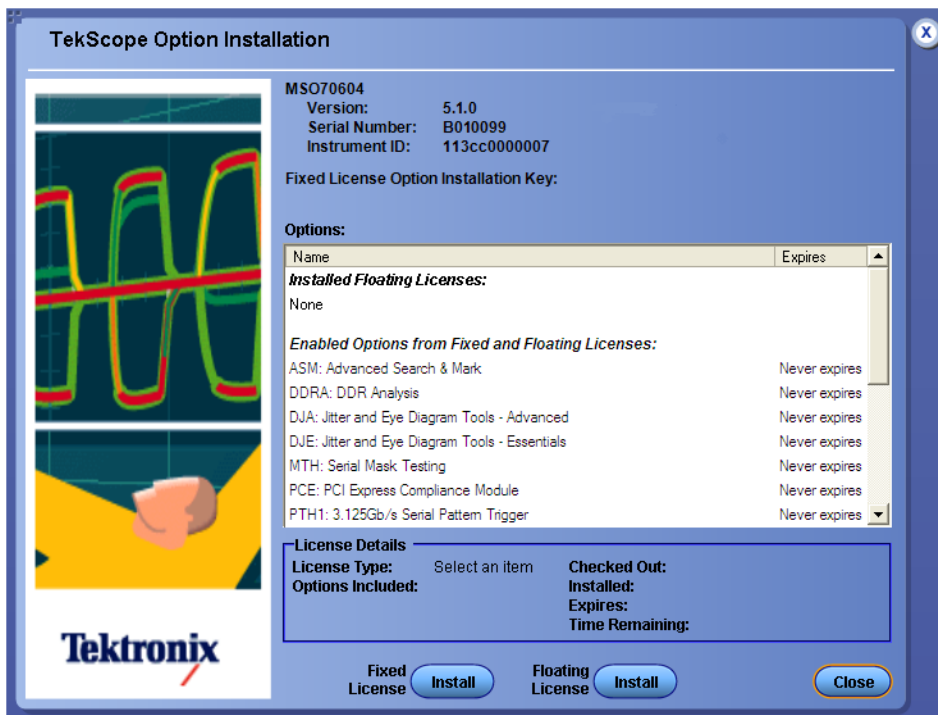 TekScope Option Installation
X
MSO70604
Version: 5.1.0
Serial Number: B010099
Instrument ID: 113cc0000007
Fixed License Option Installation Key:
Options:
Name Expires
Installed Floating Licenses:
None
Enabled Options from Fixed and Floating Licenses:
ASM: Advanced Search & Mark Never expires
DDRA: DDR Analysis Never expires
DJA: Jitter and Eye Diagram Tools - Advanced Never expires
DJE: Jitter and Eye Diagram Tools - Essentials Never expires
MTH: Serial Mask Testing Never expires
PCE: PCI Express Compliance Module Never expires
PTH1: 3.125Gb/s Serial Pattern Trigger Never expires
License Details
License Type: Select an item Checked Out:
Options Included: Installed:
Expires:
Time Remaining:
Tektronix
Fixed License Install Floating License Install Close